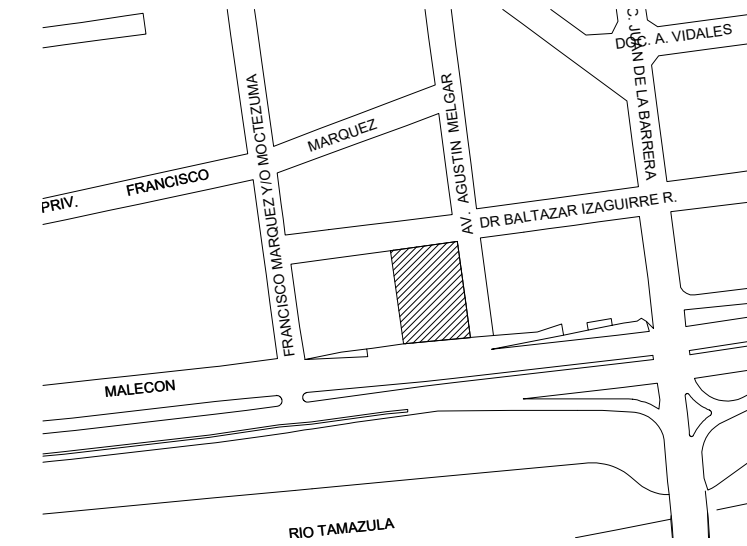 DOC. A. VIDALES
C. JUAN DE LA BARRERA
FRANCISCO MARQUEZ Y/O MOCTEZUMA
AV. AGUSTIN MELGAR
MARQUEZ
PRIV. FRANCISCO
DR BALTAZAR IZAGUIRRE R.
MALECON
RIO TAMAZULA